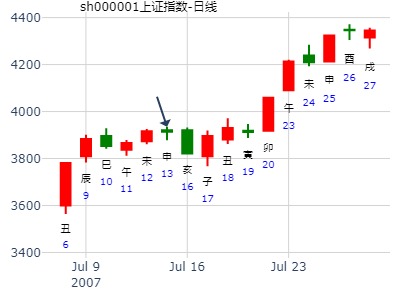 sh000001上证指数-日线
4400
4200
4000
3800
3600
3400
丑
6
辰
9
巳
10
午
11
未
12
申
13
亥
16
子
17
丑
18
寅
19
卯
20
午
23
未
24
申
25
酉
26
戌
27
Jul 9
2007
Jul 16
Jul 23